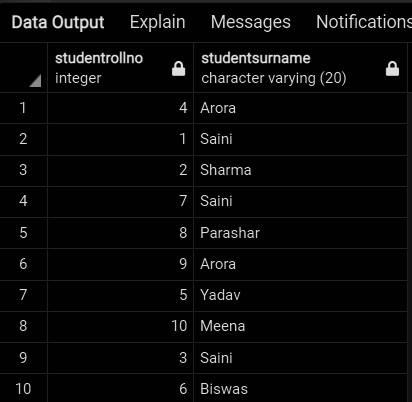 Data Output Explain Messages Notifications
studentrollno studentsurname
integer character varying (20)
1 4 Arora
2 1 Saini
3 2 Sharma
4 7 Saini
5 8 Parashar
6 9 Arora
7 5 Yadav
8 10 Meena
9 3 Saini
10 6 Biswas